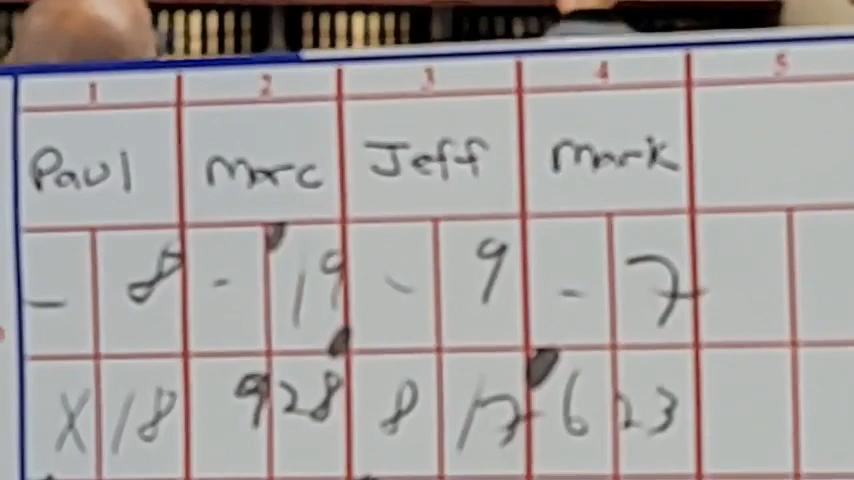 1 2 3 4 5
Paul Marc Jeff Mark
- 8 - 19 - 9 - 7
X 18 9 28 8 17 6 23